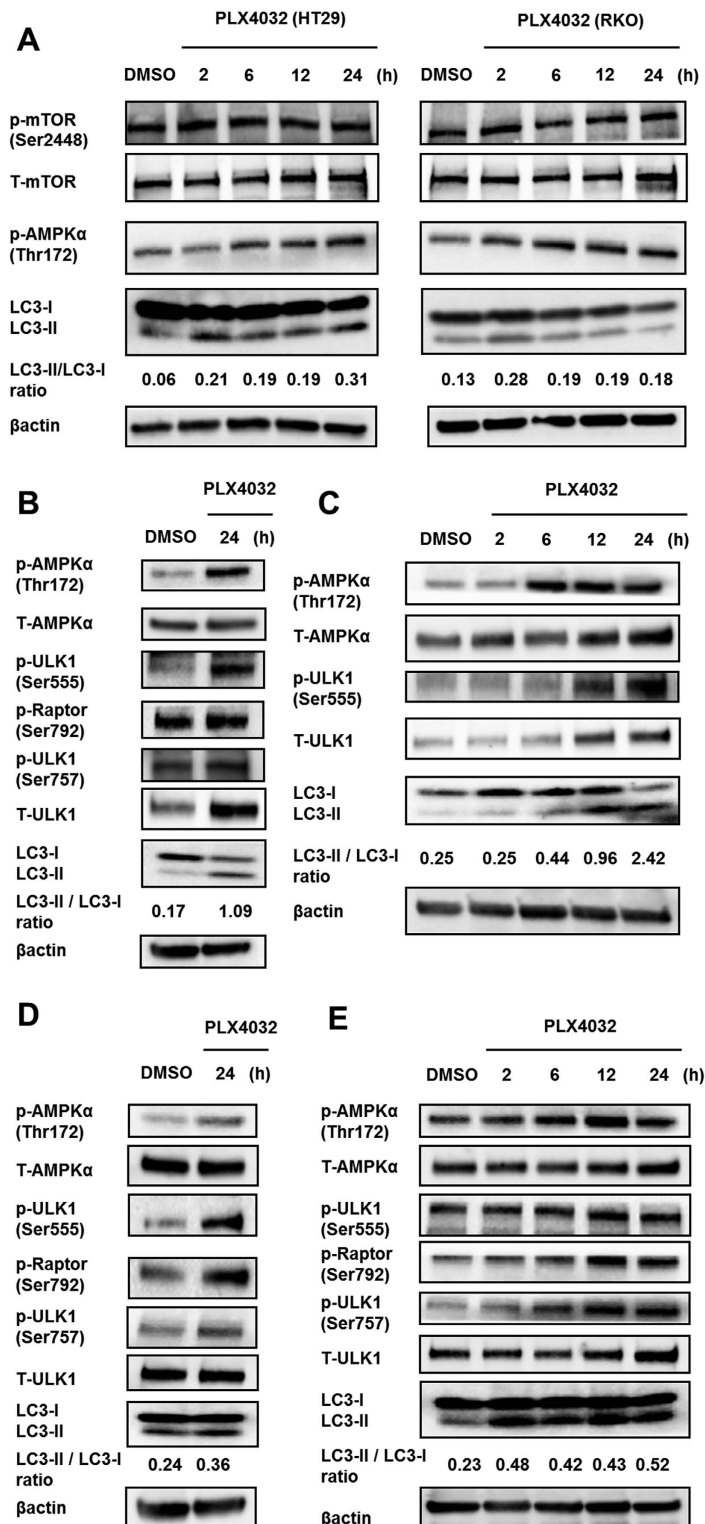 A
PLX4032 (HT29)
PLX4032 (RKO)
DMSO 2 6 12 24 (h)
DMSO 2 6 12 24 (h)
p-mTOR
(Ser2448)
T-mTOR
p-AMPKα
(Thr172)
LC3-I
LC3-II
LC3-II/LC3-I
ratio
0.06 0.21 0.19 0.19 0.31
0.13 0.28 0.19 0.19 0.18
βactin
B
PLX4032
DMSO 24 (h)
p-AMPKα
(Thr172)
T-AMPKα
p-ULK1
(Ser555)
p-Raptor
(Ser792)
p-ULK1
(Ser757)
T-ULK1
LC3-I
LC3-II
LC3-II / LC3-I
ratio
0.17 1.09
βactin
C
PLX4032
DMSO 2 6 12 24 (h)
p-AMPKα
(Thr172)
T-AMPKα
p-ULK1
(Ser555)
T-ULK1
LC3-I
LC3-II
LC3-II / LC3-I
ratio
0.25 0.25 0.44 0.96 2.42
βactin
D
PLX4032
DMSO 24 (h)
p-AMPKα
(Thr172)
T-AMPKα
p-ULK1
(Ser555)
p-Raptor
(Ser792)
p-ULK1
(Ser757)
T-ULK1
LC3-I
LC3-II
LC3-II / LC3-I
ratio
0.24 0.36
βactin
E
PLX4032
DMSO 2 6 12 24 (h)
p-AMPKα
(Thr172)
T-AMPKα
p-ULK1
(Ser555)
p-Raptor
(Ser792)
p-ULK1
(Ser757)
T-ULK1
LC3-I
LC3-II
LC3-II / LC3-I
ratio
0.23 0.48 0.42 0.43 0.52
βactin